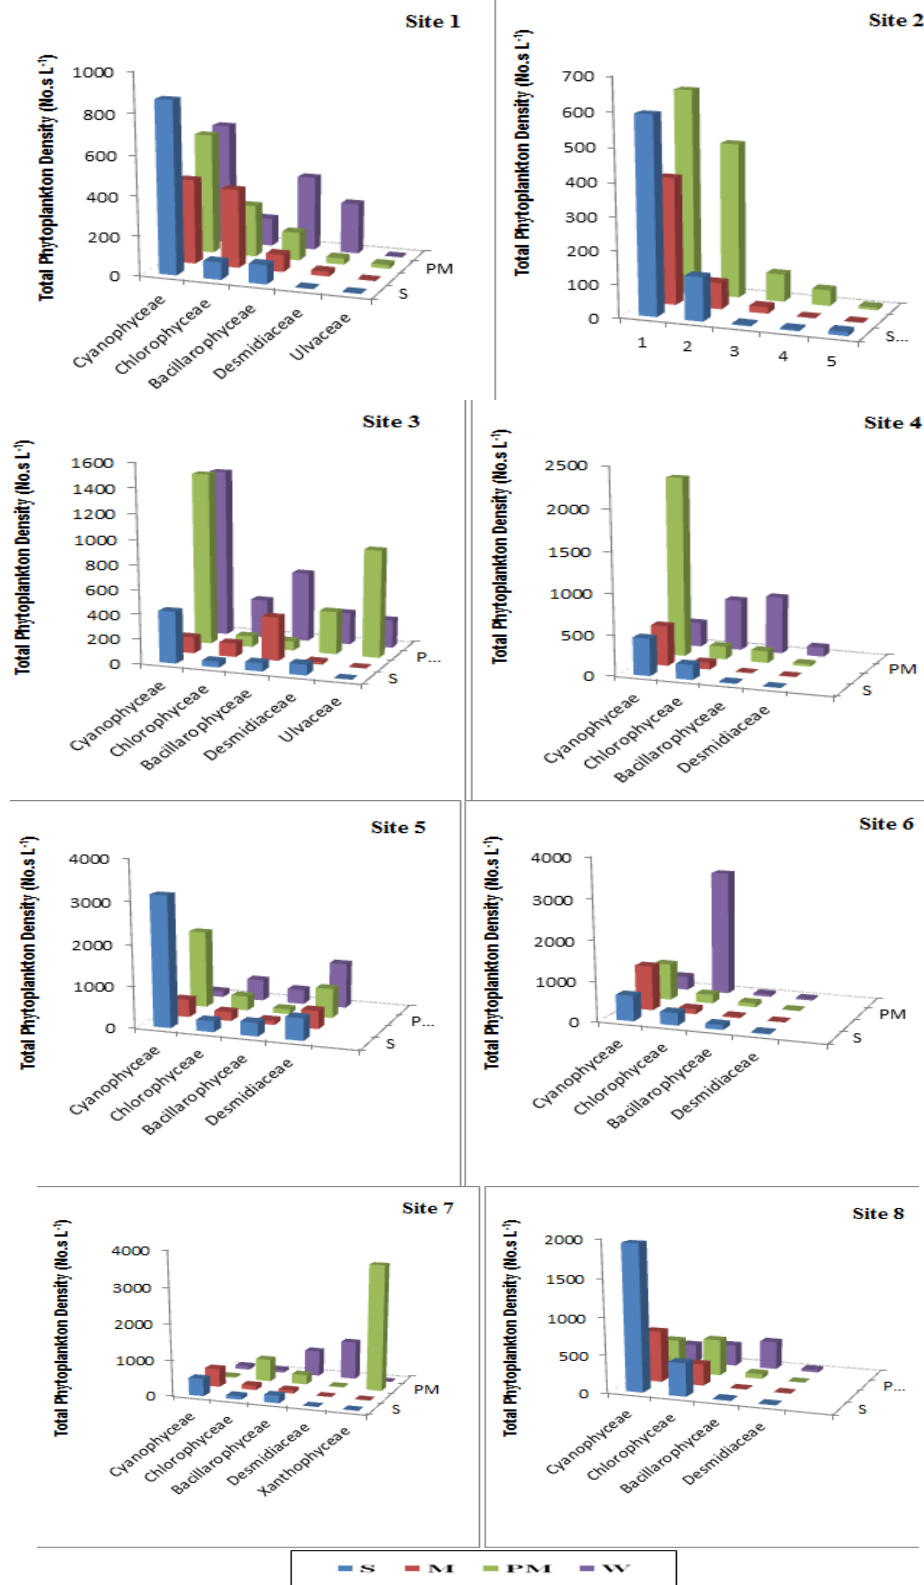 Site 1
Total Phytoplankton Density (No.s L-1)
1000
800
600
400
200
0
Cyanophyceae
Chlorophyceae
Bacillarophyceae
Desmidiaceae
Ulvaceae
S
PM
Site 2
Total Phytoplankton Density (No.s L-1)
700
600
500
400
300
200
100
0
1
2
3
4
5
S...
Site 3
Total Phytoplankton Density (No.s L-1)
1600
1400
1200
1000
800
600
400
200
0
Cyanophyceae
Chlorophyceae
Bacillarophyceae
Desmidiaceae
Ulvaceae
S
P...
Site 4
Total Phytoplankton Density (No.s L-1)
2500
2000
1500
1000
500
0
Cyanophyceae
Chlorophyceae
Bacillarophyceae
Desmidiaceae
S
PM
Site 5
Total Phytoplankton Density (No.s L-1)
4000
3000
2000
1000
0
Cyanophyceae
Chlorophyceae
Bacillarophyceae
Desmidiaceae
S
P...
Site 6
Total Phytoplankton Density (No.s L-1)
4000
3000
2000
1000
0
Cyanophyceae
Chlorophyceae
Bacillarophyceae
Desmidiaceae
S
PM
Site 7
Total Phytoplankton Density (No.s L-1)
4000
3000
2000
1000
0
Cyanophyceae
Chlorophyceae
Bacillarophyceae
Desmidiaceae
Xanthophyceae
S
PM
Site 8
Total Phytoplankton Density (No.s L-1)
2000
1500
1000
500
0
Cyanophyceae
Chlorophyceae
Bacillarophyceae
Desmidiaceae
S
P...
S M PM W